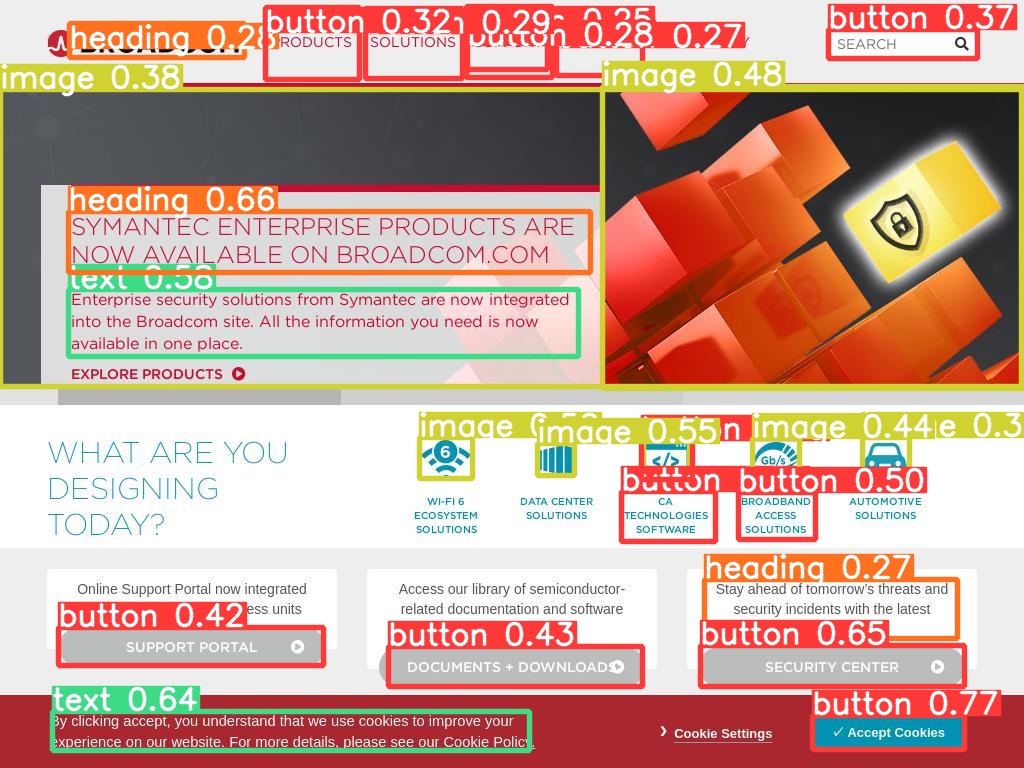 heading 0.28
button 0.32
0.29
0.25
button 0.28
0.27
button 0.37
PRODUCTS
SOLUTIONS
SEARCH
image 0.38
image 0.48
heading 0.66
SYMANTEC ENTERPRISE PRODUCTS ARE
NOW AVAILABLE ON BROADCOM.COM
text 0.58
Enterprise security solutions from Symantec are now integrated
into the Broadcom site. All the information you need is now
available in one place.
EXPLORE PRODUCTS
image
image 0.55
image 0.44
WHAT ARE YOU
DESIGNING
TODAY?
6
</>
Gb/s
button
button 0.50
WI-FI 6
ECOSYSTEM
SOLUTIONS
DATA CENTER
SOLUTIONS
CA
TECHNOLOGIES
SOFTWARE
BROADBAND
ACCESS
SOLUTIONS
AUTOMOTIVE
SOLUTIONS
Online Support Portal now integrated
units
button 0.42
SUPPORT PORTAL
Access our library of semiconductor-
related documentation and software
button 0.43
DOCUMENTS + DOWNLOADS
heading 0.27
Stay ahead of tomorrow's threats and
security incidents with the latest
button 0.65
SECURITY CENTER
text 0.64
By clicking accept, you understand that we use cookies to improve your
experience on our website. For more details, please see our Cookie Policy.
Cookie Settings
button 0.77
✓ Accept Cookies